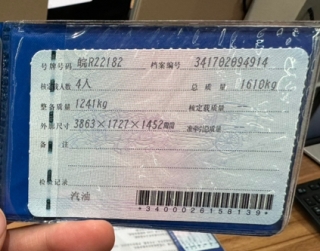 号牌号码 皖R22182 档案编号 341702094914
核定载人数 4人 总 质 量 1610kg
整备质量 1241kg 核定载质量 --
外廓尺寸 3863×1727×1452mm 准牵引总质量 --
备 注
检验记录
汽油
*3400026158139*